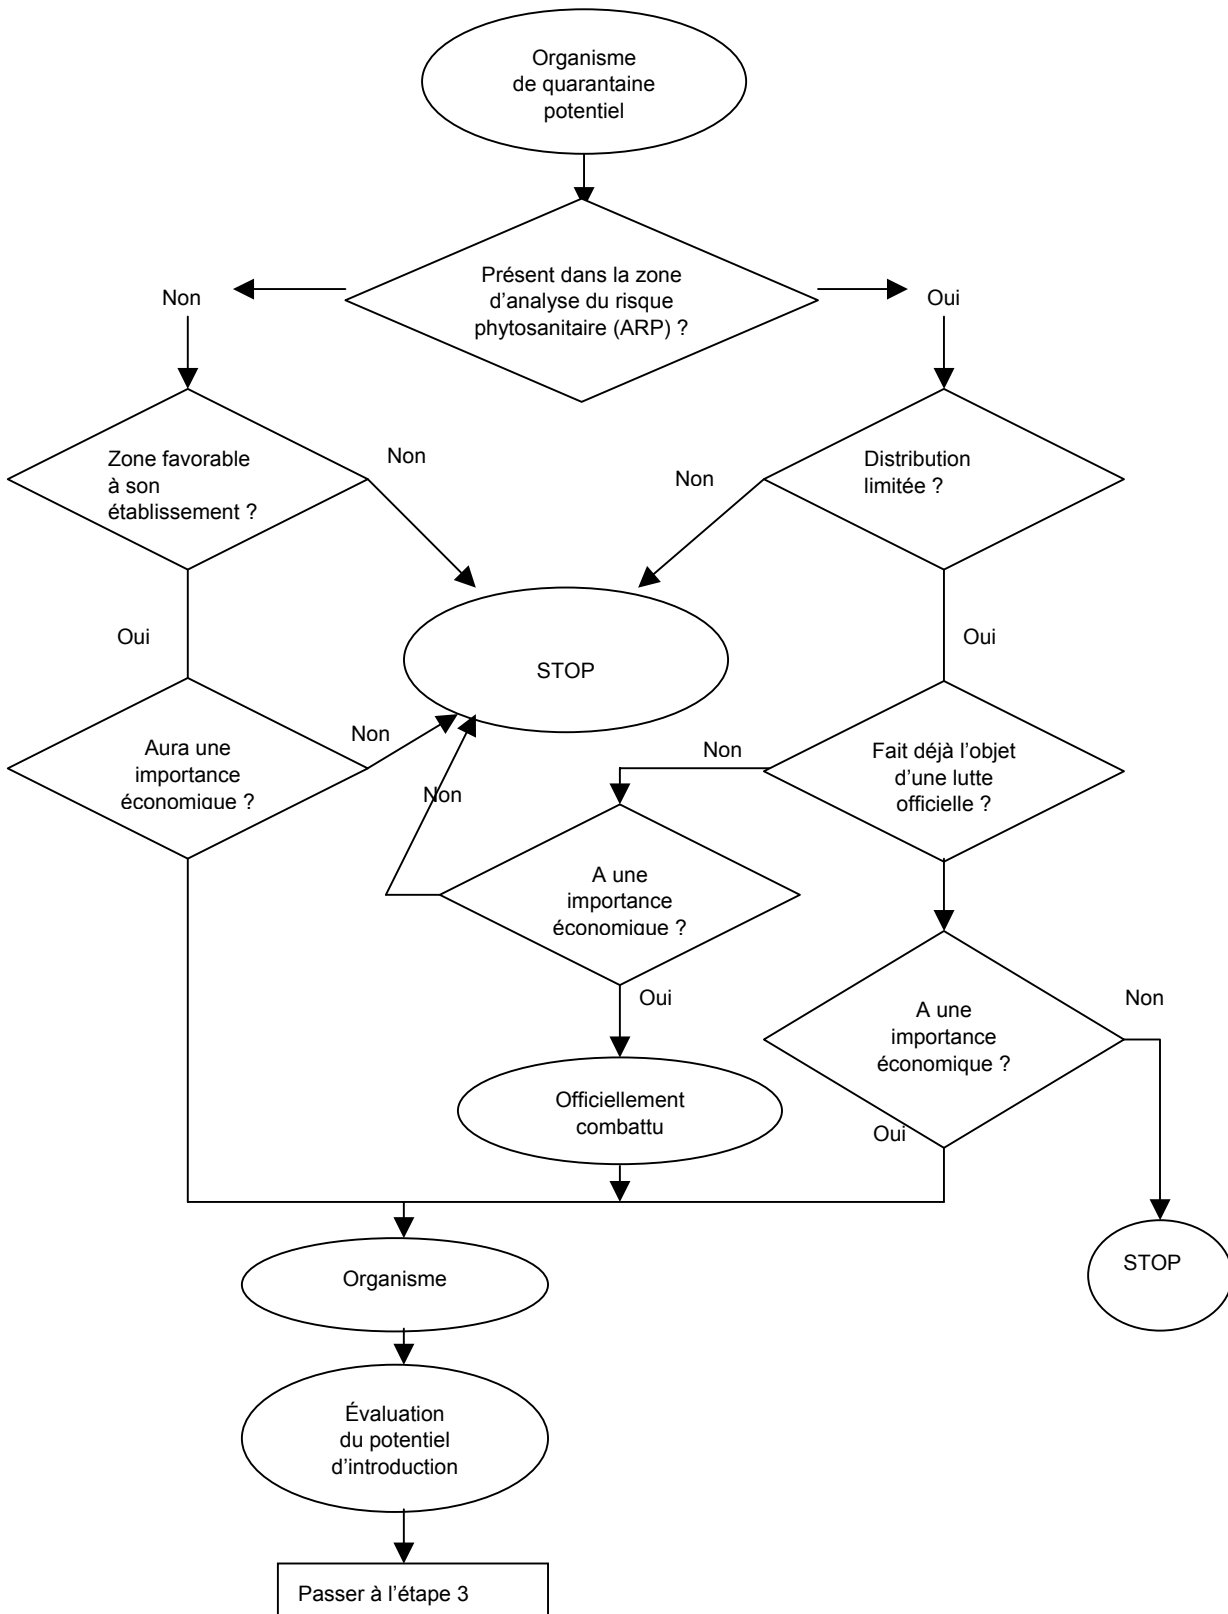 Organisme
de quarantaine
potentiel
Présent dans la zone
d’analyse du risque
phytosanitaire (ARP) ?
Non
Oui
Zone favorable
à son
établissement ?
Non
Non
Distribution
limitée ?
Oui
STOP
Oui
Aura une
importance
économique ?
Non
Non
Non
Fait déjà l’objet
d’une lutte
officielle ?
A une
importance
économique ?
Oui
A une
importance
économique ?
Non
Officiellement
combattu
Oui
Organisme
STOP
Évaluation
du potentiel
d’introduction
Passer à l’étape 3